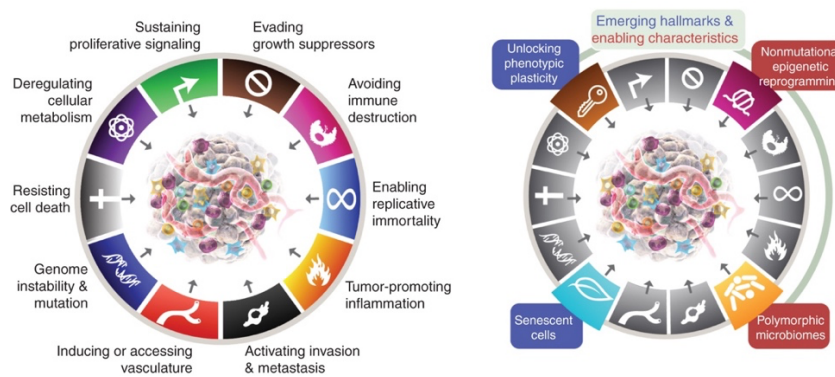 Sustaining
proliferative signaling
Evading
growth suppressors
Deregulating
cellular
metabolism
Avoiding
immune
destruction
Resisting
cell death
Enabling
replicative
immortality
Genome
instability &
mutation
Tumor-promoting
inflammation
Inducing or accessing
vasculature
Activating invasion
& metastasis
Emerging hallmarks &
enabling characteristics
Unlocking
phenotypic
plasticity
Nonmutational
epigenetic
reprogrammin
Senescent
cells
Polymorphic
microbiomes